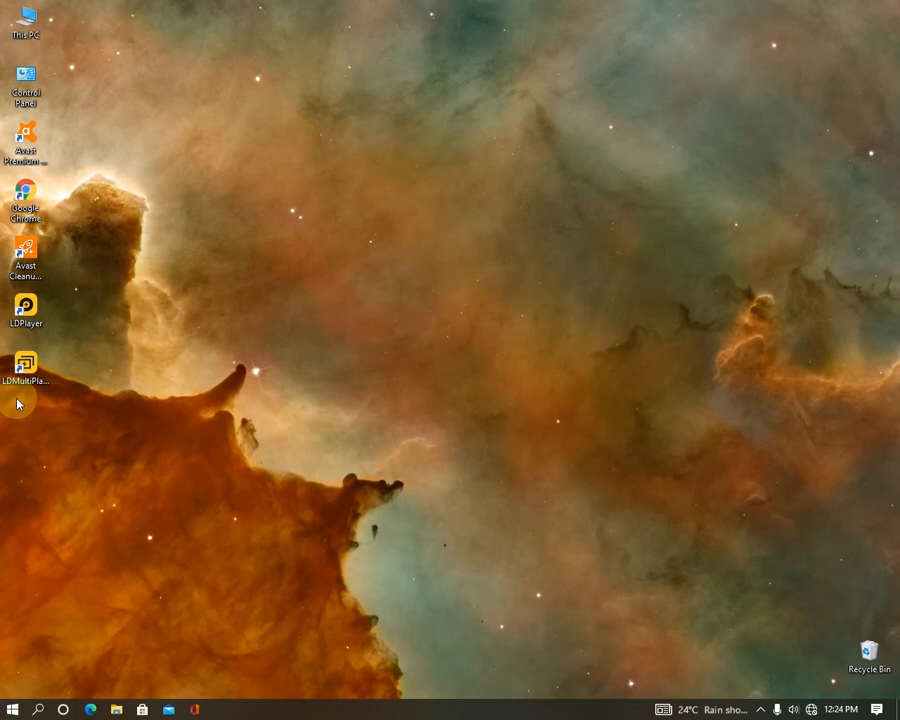 This PC
Control
Panel
Avast
Premium ...
Google
Chrome
Avast
Cleanu...
LDPlayer
LDMultiPla...
Recycle Bin
24°C Rain sho... 12:24 PM